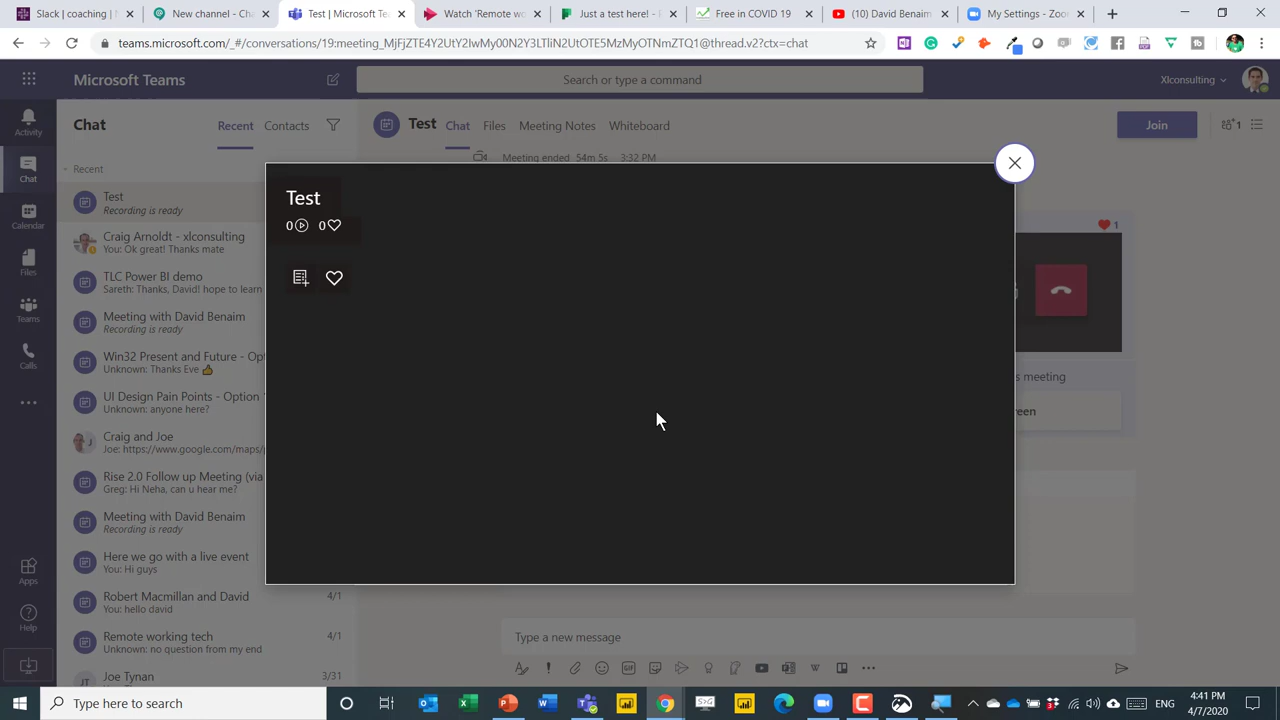 Slack | coaching |
New channel - Cha
Test | Microsoft Tea
Watch 'Remote wo
Just a test here! - 
Free in COVID 19
(10) David Benaim
My Settings - Zoo
teams.microsoft.com/_#/conversations/19:meeting_MjFjZTE4Y2UtY2IwMy00N2Y3LTliN2UtOTE5MzMyOTNmZTQ1@thread.v2?ctx=chat
Microsoft Teams
Search or type a command
Xlconsulting
Activity
Chat
Calendar
Files
Teams
Calls
Apps
Help
Chat
Recent
Contacts
Recent
Test
Recording is ready
Craig Arnoldt - xlconsulting
You: Ok great! Thanks mate
TLC Power BI demo
Sareth: Thanks, David! hope to learn
Meeting with David Benaim
Recording is ready
Win32 Present and Future - Opt
Unknown: Thanks Eve 👍
UI Design Pain Points - Option
Unknown: anyone here?
Craig and Joe
Joe: https://www.google.com/maps/p
Rise 2.0 Follow up Meeting (via
Greg: Hi Neha, can u hear me?
Meeting with David Benaim
Recording is ready
Here we go with a live event
You: Hi guys
Robert Macmillan and David 4/1
You: hello david
Remote working tech 4/1
Unknown: no question from my end
Joe Tynan 3/31
JT
Test
Chat
Files
Meeting Notes
Whiteboard
Join
1
Meeting ended 54m 5s 3:32 PM
Test
0 0
1
s meeting
reen
Type a new message
GIF
Type here to search
ENG
4:41 PM
4/7/2020